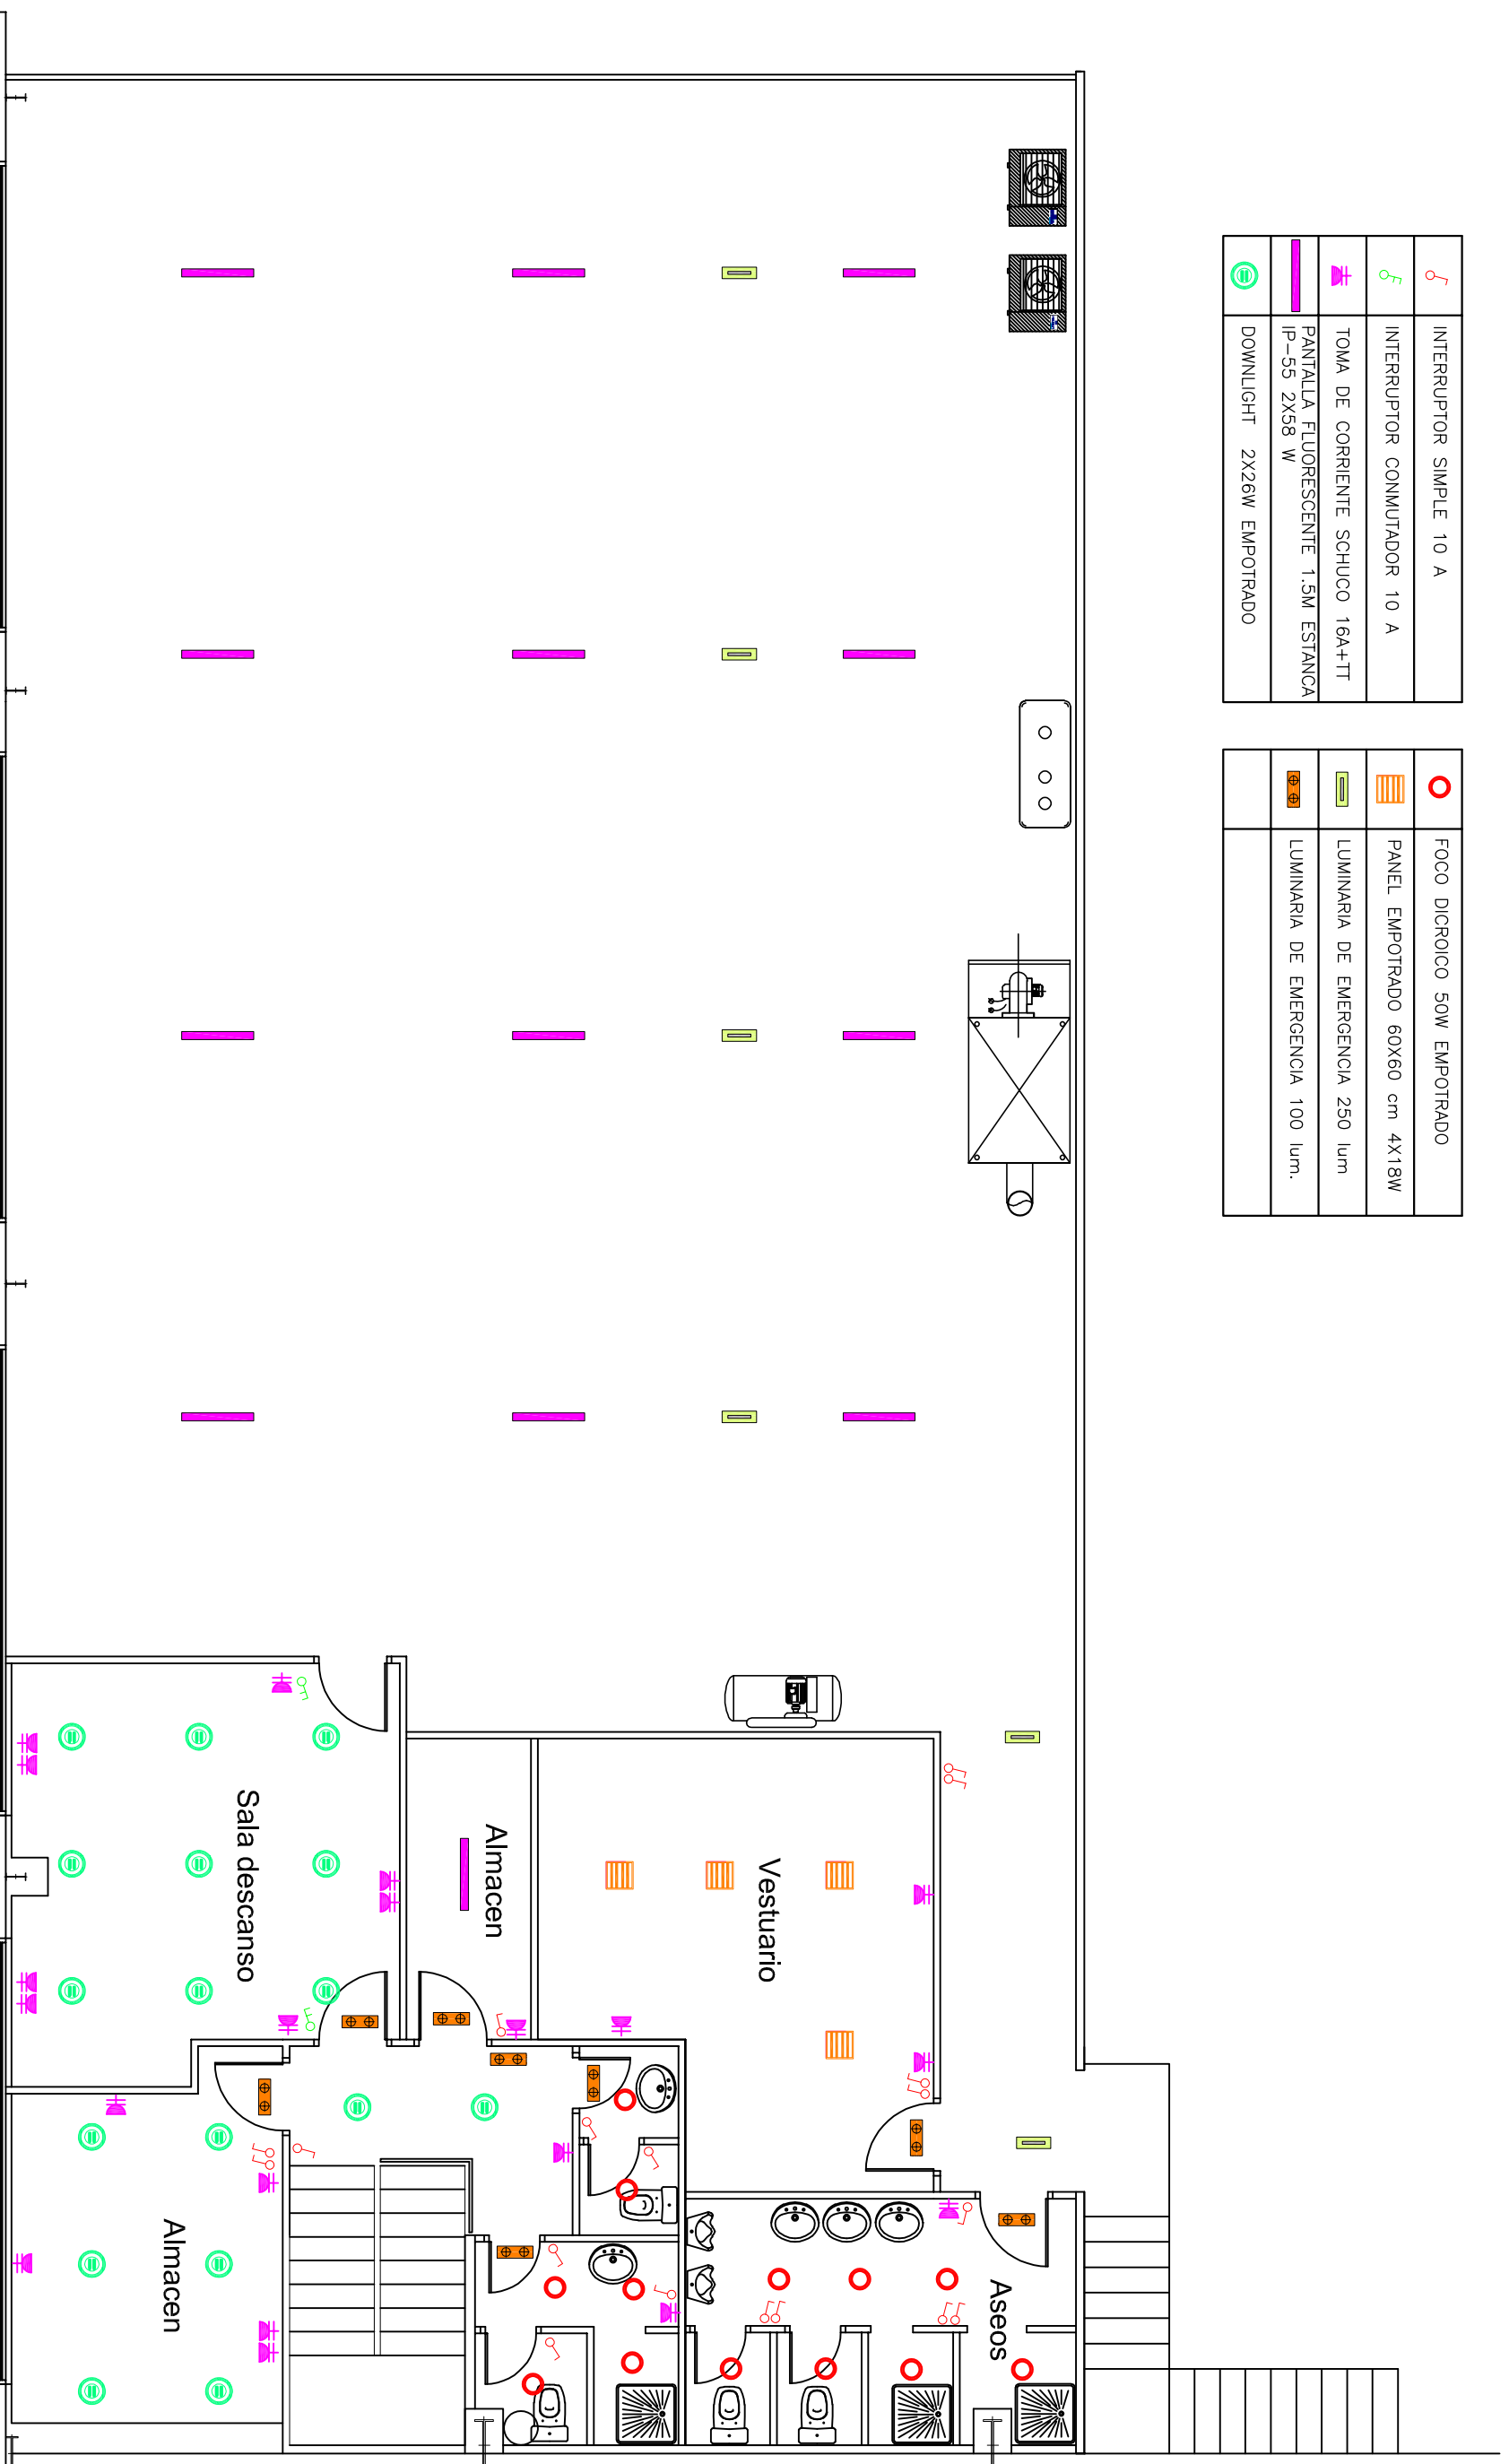 INTERRUPTOR SIMPLE 10 A
INTERRUPTOR CONMUTADOR 10 A
TOMA DE CORRIENTE SCHUCO 16A+TT
PANTALLA FLUORESCENTE 1.5M ESTANCA
IP-55 2X58 W
DOWNLIGHT 2X26W EMPOTRADO
FOCO DICROICO 50W EMPOTRADO
PANEL EMPOTRADO 60X60 cm 4X18W
LUMINARIA DE EMERGENCIA 250 lum
LUMINARIA DE EMERGENCIA 100 lum.
Vestuario
Almacen
Sala descanso
Aseos
Almacen